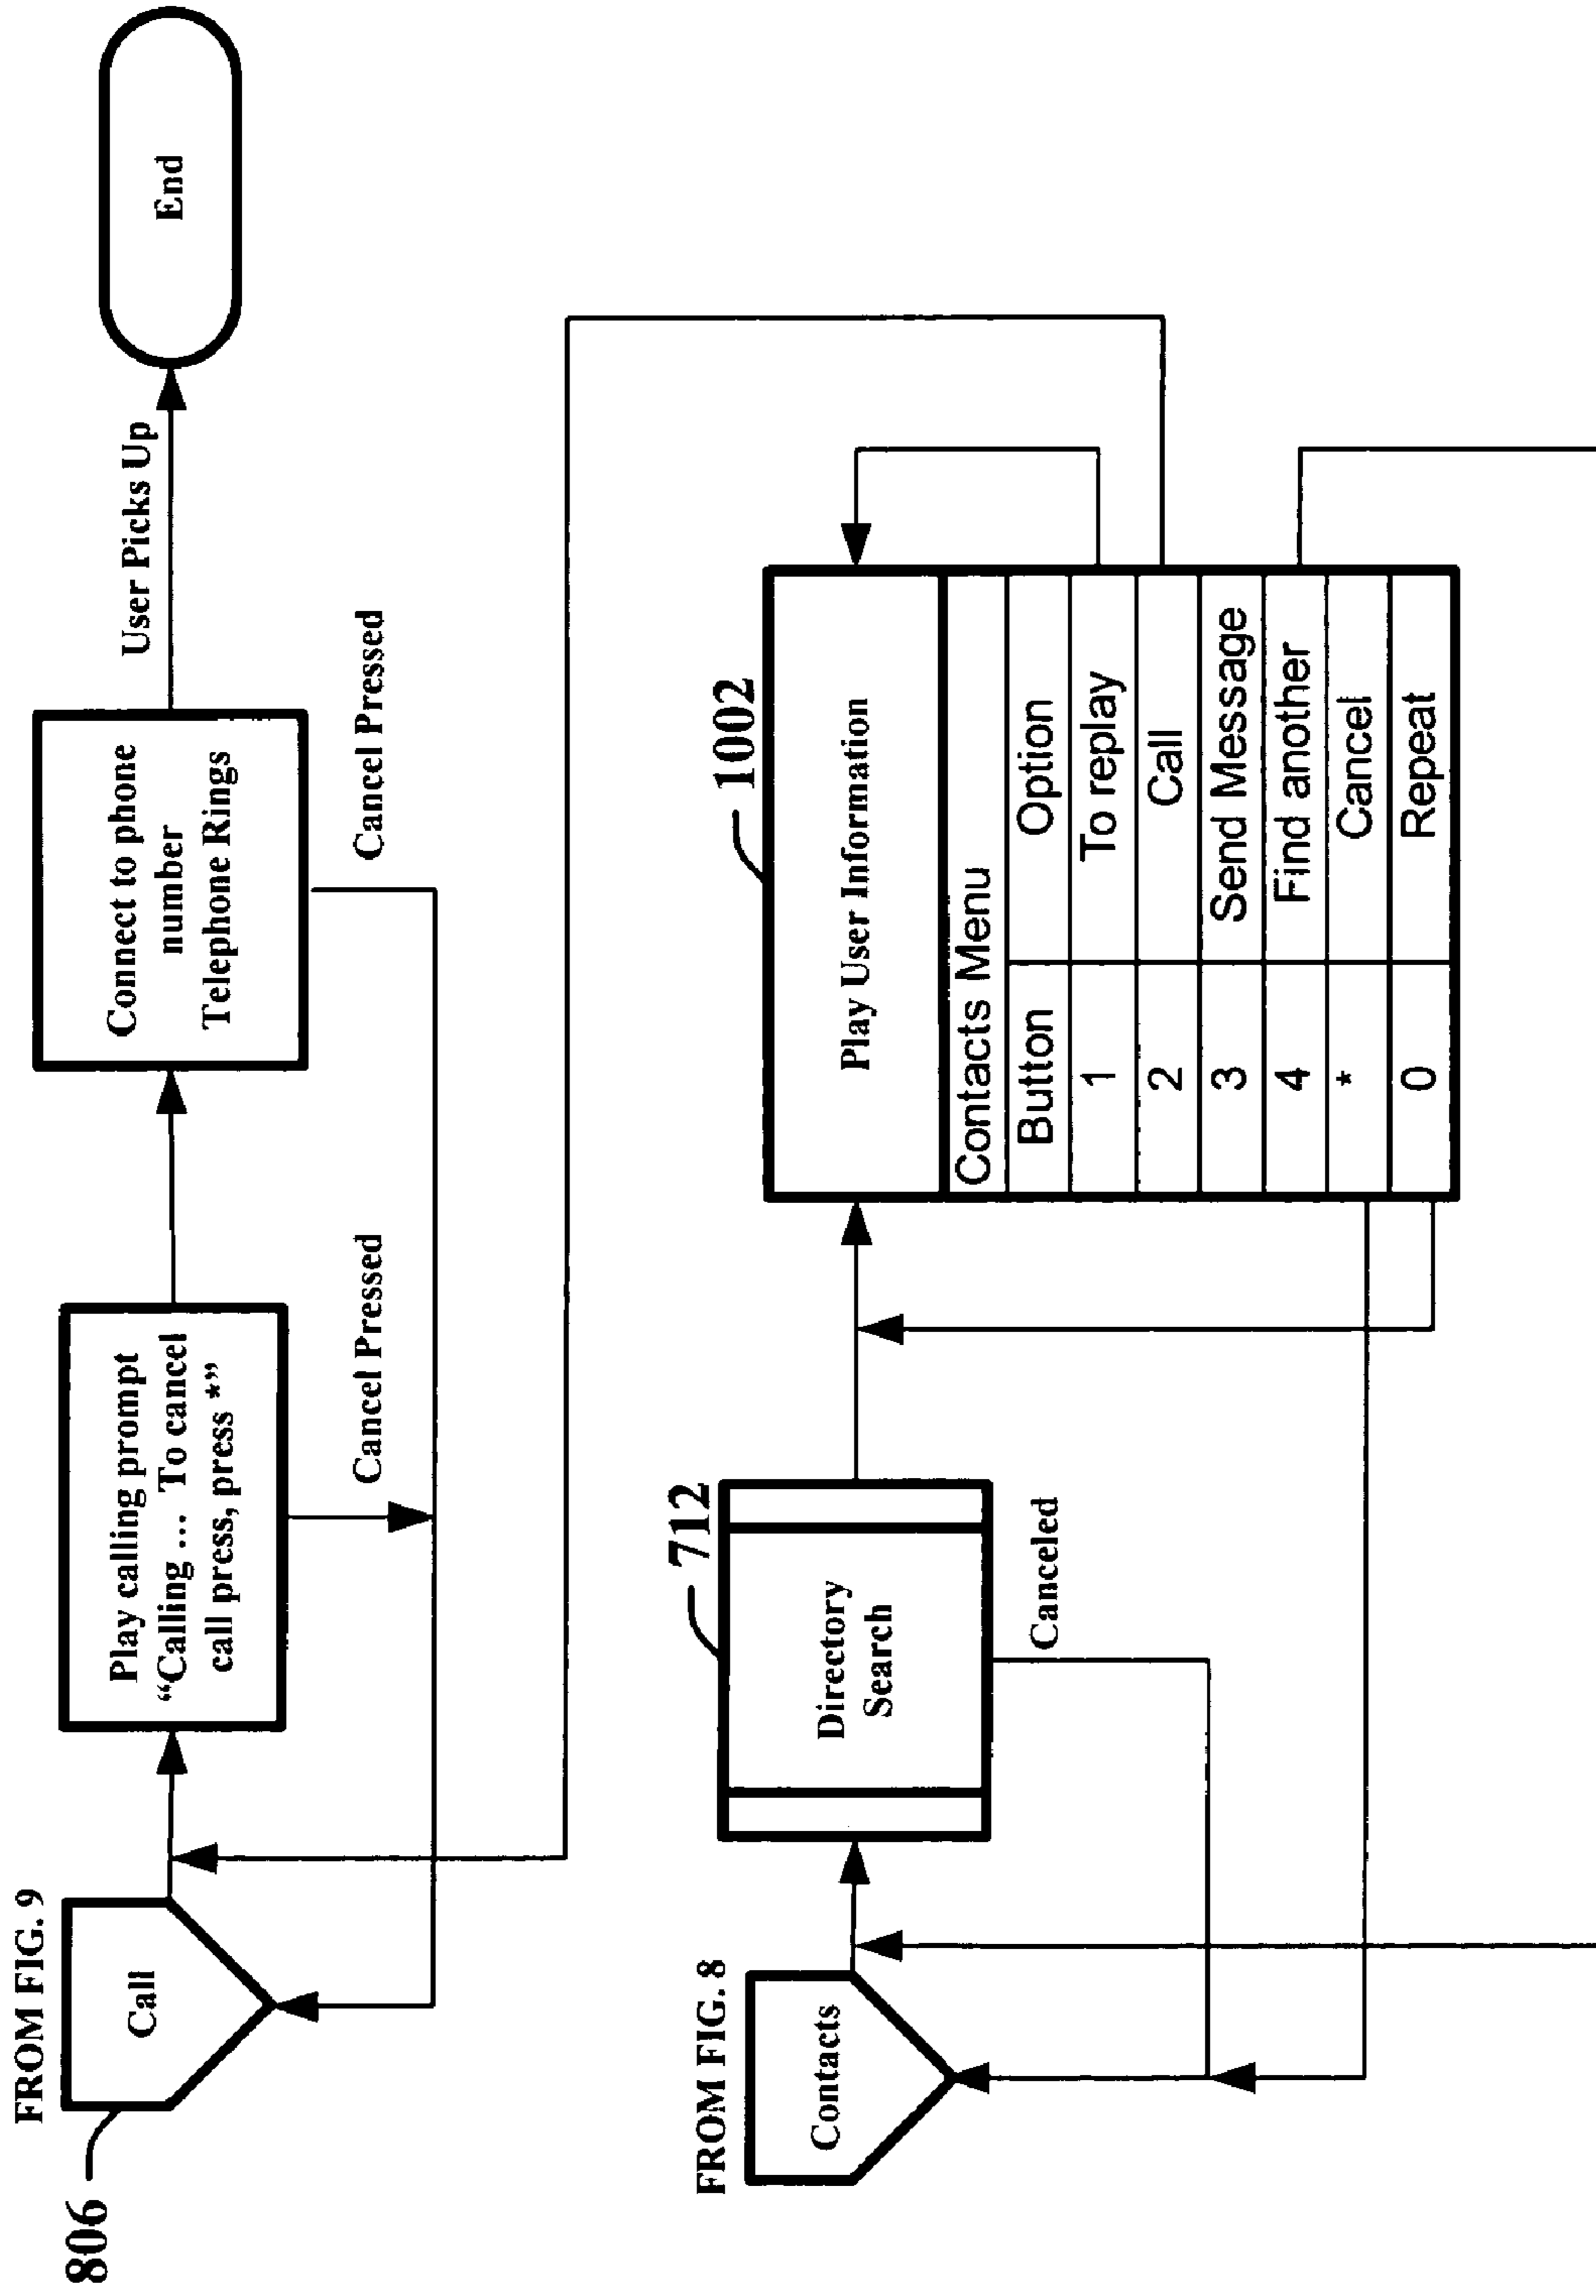 FROM FIG. 9
806
Call
Play calling prompt
“Calling ... To cancel
call press, press *”
Cancel Pressed
Connect to phone
number
Telephone Rings
Cancel Pressed
User Picks Up
End
FROM FIG. 8
Contacts
712
Directory
Search
Canceled
1002
Play User Information
Contacts Menu
Button Option
1 To replay
2 Call
3 Send Message
4 Find another
* Cancel
0 Repeat